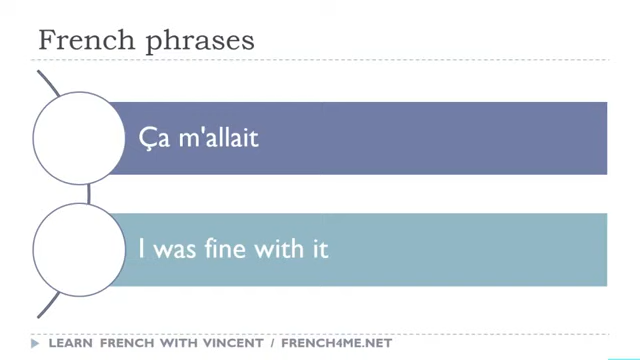 French phrases
Ça m'allait
I was fine with it
LEARN FRENCH WITH VINCENT / FRENCH4ME.NET